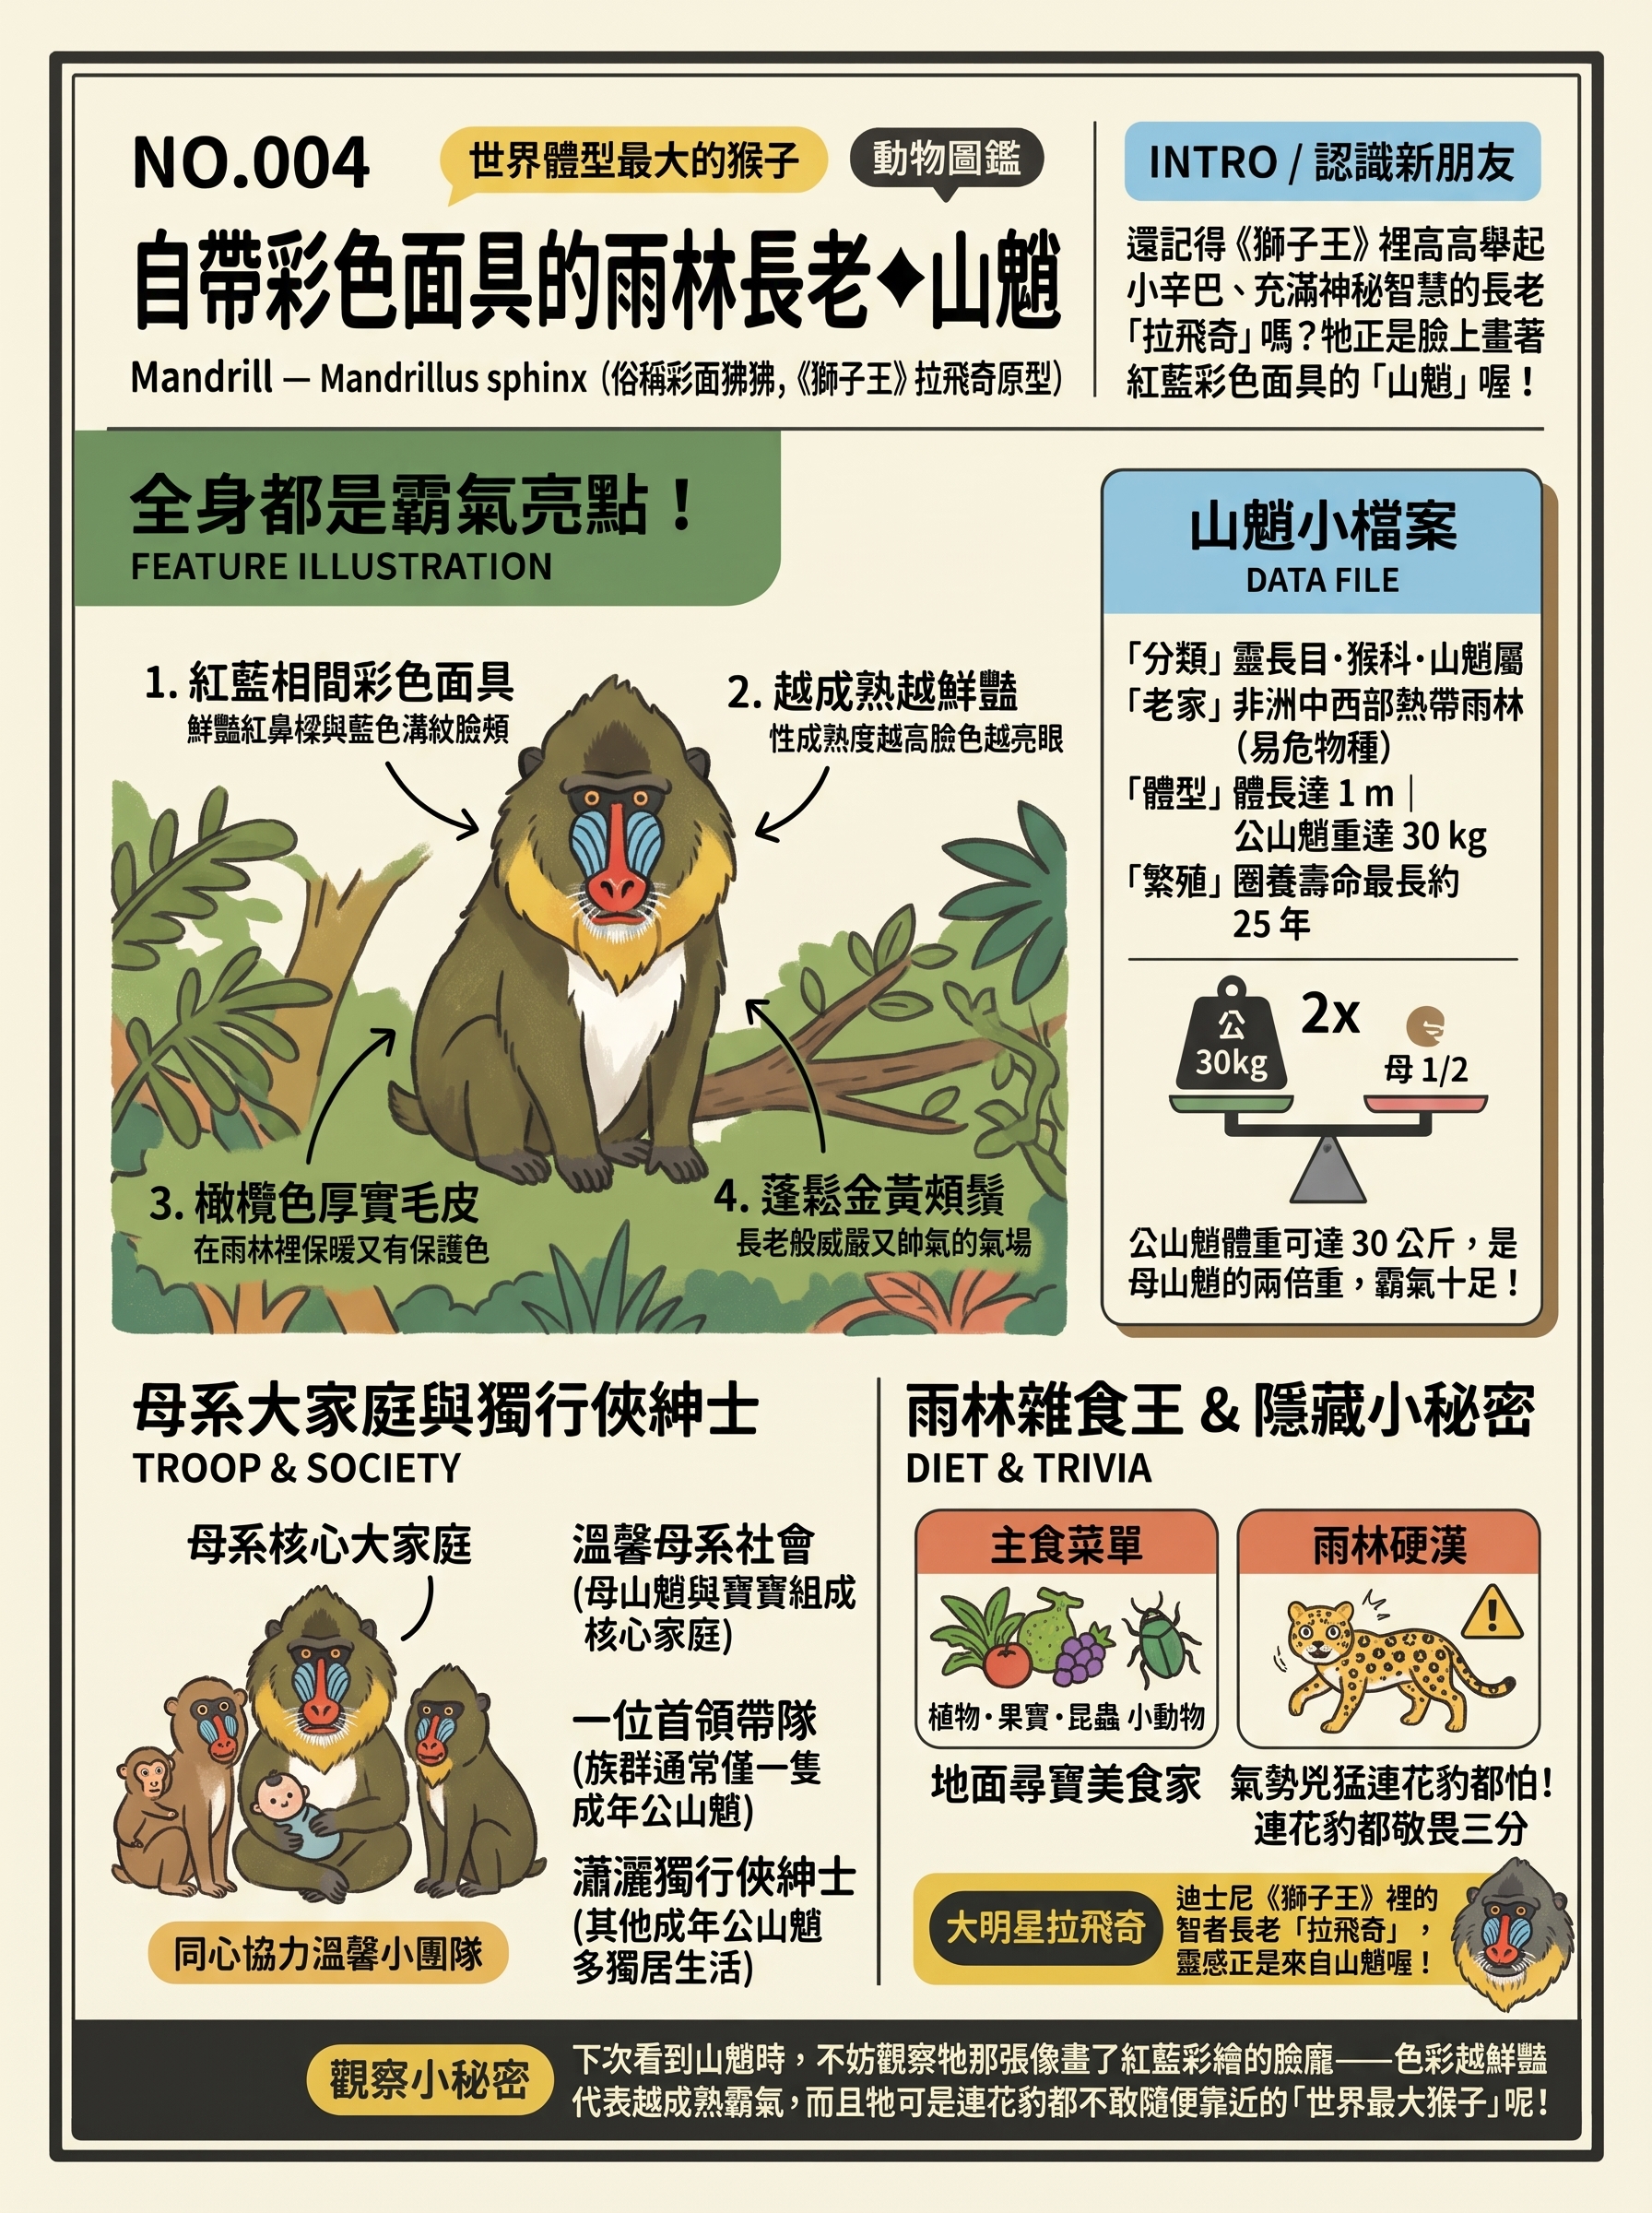 NO.004
世界體型最大的猴子
動物圖鑑
自帶彩色面具的雨林長老✦山魈
Mandrill — Mandrillus sphinx（俗稱彩面狒狒，《獅子王》拉飛奇原型）
INTRO / 認識新朋友
還記得《獅子王》裡高高舉起
小辛巴、充滿神秘智慧的長老
「拉飛奇」嗎？牠正是臉上畫著
紅藍彩色面具的「山魈」喔！
全身都是霸氣亮點！
FEATURE ILLUSTRATION
1. 紅藍相間彩色面具
鮮豔紅鼻樑與藍色溝紋臉頰
2. 越成熟越鮮豔
性成熟度越高臉色越亮眼
3. 橄欖色厚實毛皮
在雨林裡保暖又有保護色
4. 蓬鬆金黃頰鬚
長老般威嚴又帥氣的氣場
山魈小檔案
DATA FILE
「分類」靈長目·猴科·山魈屬
「老家」非洲中西部熱帶雨林
（易危物種）
「體型」體長達 1 m｜
公山魈重達 30 kg
「繁殖」圈養壽命最長約
25 年
公
30kg
2x
母 1/2
公山魈體重可達 30 公斤，是
母山魈的兩倍重，霸氣十足！
母系大家庭與獨行俠紳士
TROOP & SOCIETY
母系核心大家庭
同心協力溫馨小團隊
溫馨母系社會
(母山魈與寶寶組成
核心家庭)
一位首領帶隊
(族群通常僅一隻
成年公山魈)
瀟灑獨行俠紳士
(其他成年公山魈
多獨居生活)
雨林雜食王 & 隱藏小秘密
DIET & TRIVIA
主食菜單
植物·果實·昆蟲 小動物
地面尋寶美食家
雨林硬漢
氣勢兇猛連花豹都怕！
連花豹都敬畏三分
大明星拉飛奇
迪士尼《獅子王》裡的
智者長老「拉飛奇」，
靈感正是來自山魈喔！
觀察小秘密
下次看到山魈時，不妨觀察牠那張像畫了紅藍彩繪的臉龐——色彩越鮮豔
代表越成熟霸氣，而且牠可是連花豹都不敢隨便靠近的「世界最大猴子」呢！